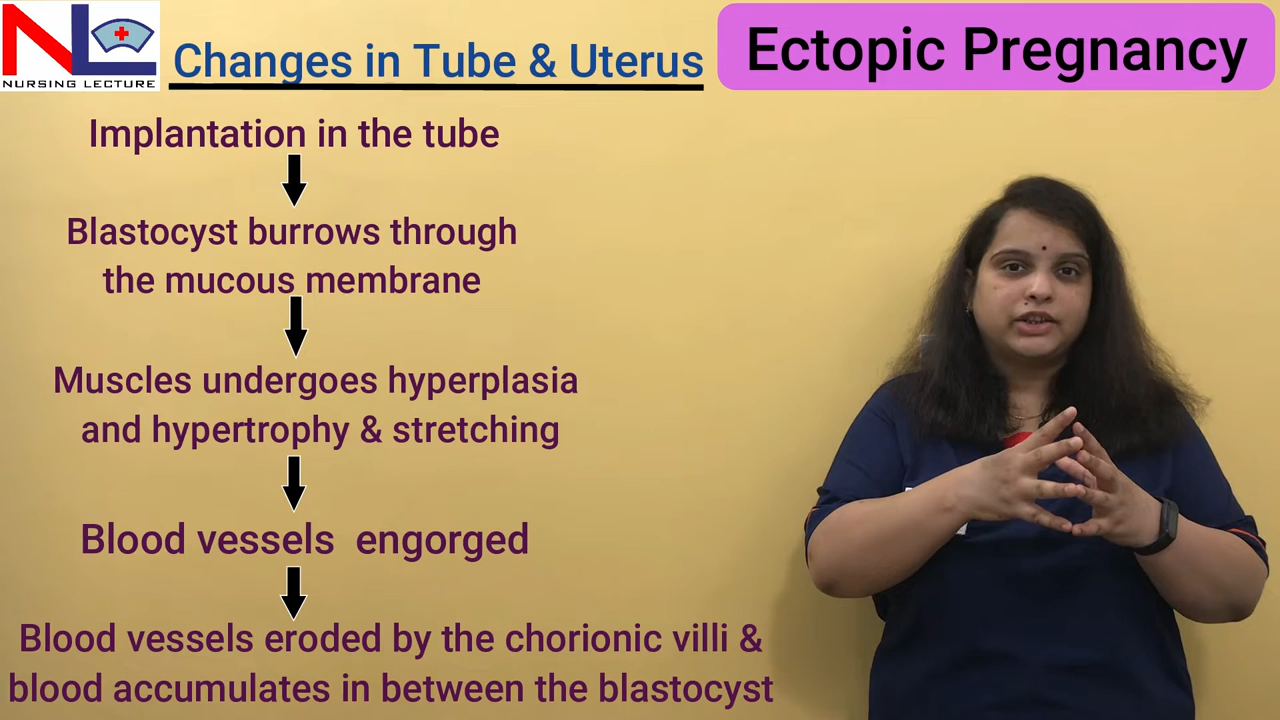 NL
NURSING LECTURE
Changes in Tube & Uterus
Ectopic Pregnancy
Implantation in the tube
Blastocyst burrows through
the mucous membrane
Muscles undergoes hyperplasia
and hypertrophy & stretching
Blood vessels engorged
Blood vessels eroded by the chorionic villi &
blood accumulates in between the blastocyst